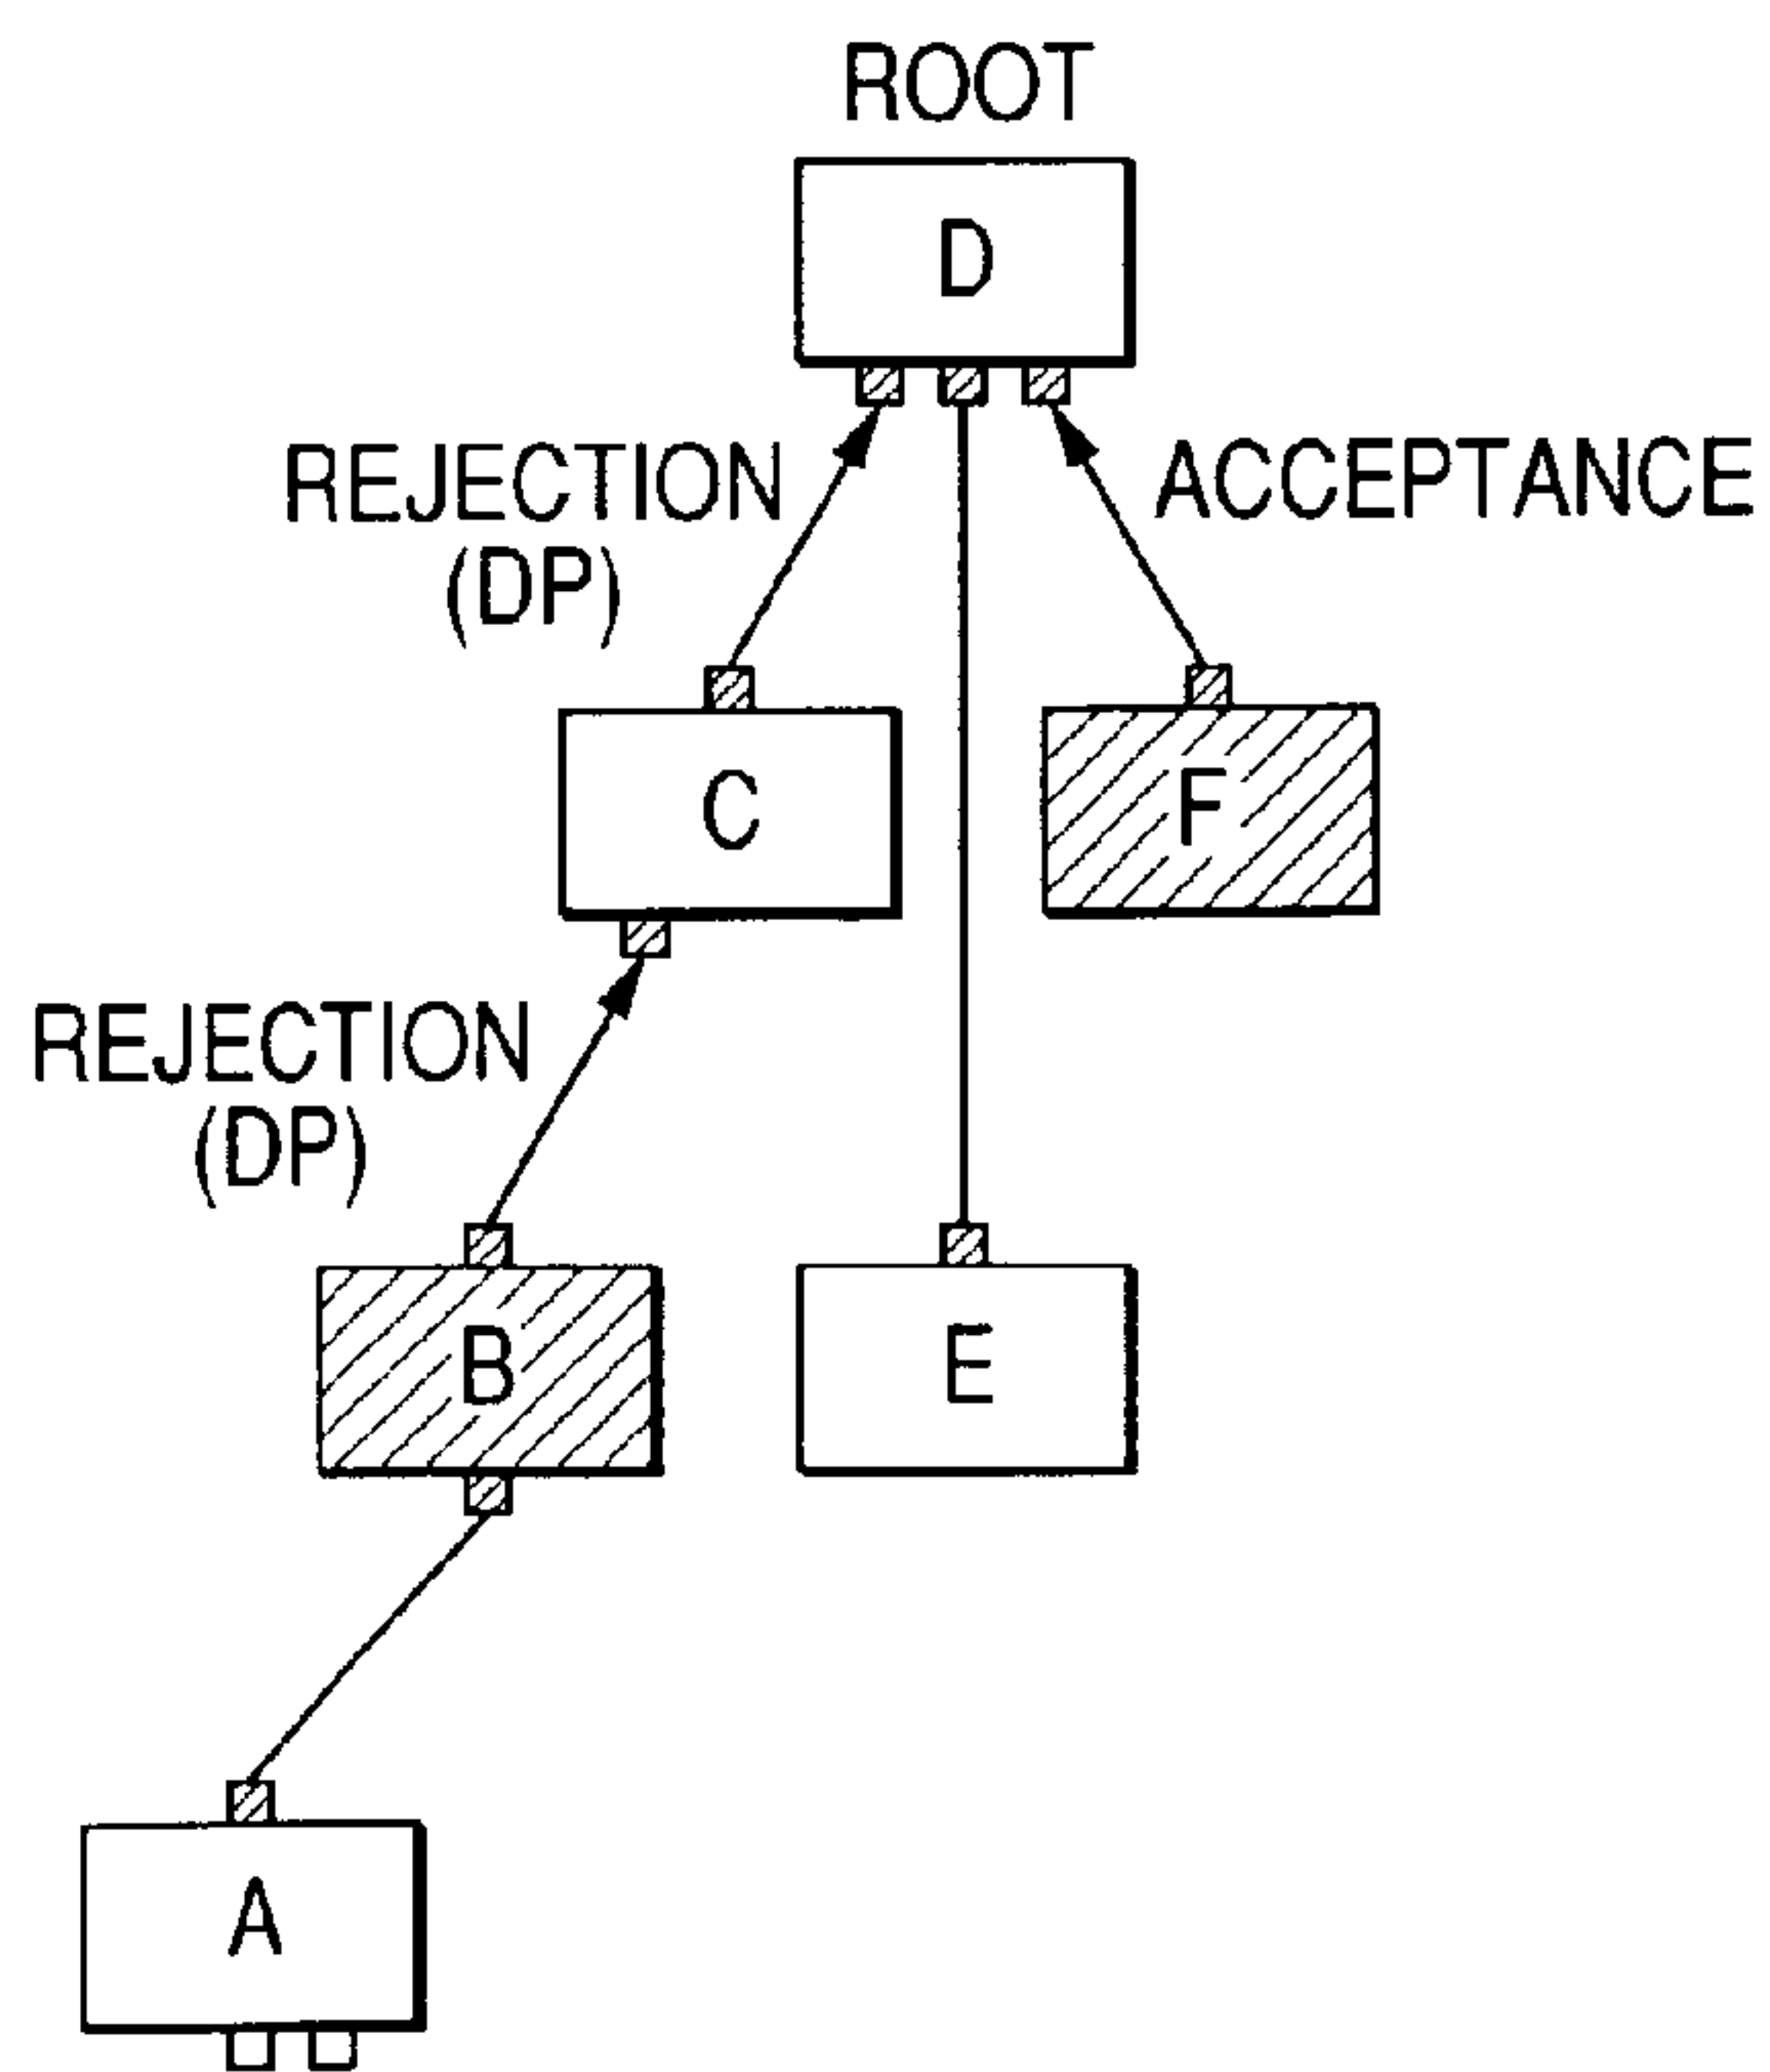 ROOT
D
REJECTION
(DP)
ACCEPTANCE
C
F
REJECTION
(DP)
B
E
A